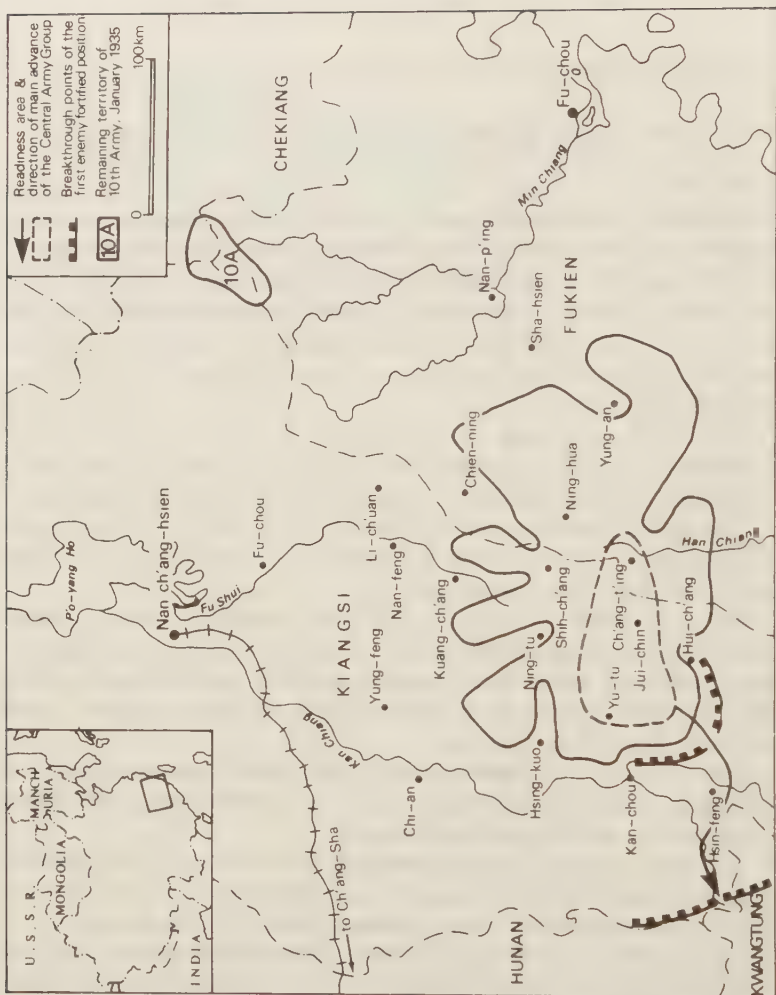 Readiness area &
direction of main advance
of the Central Army Group
Breakthrough points of the
first enemy fortified position
Remaining territory of
10th Army, January 1935
10A
0
100km
U.S.S.R.
MANCH
URIA
MONGOLIA
INDIA
P'o-yang Ho
Nan ch'ang-hsien
Fu Shui
Fu-chou
CHEKIANG
10A
to Ch'ang-Sha
Kan Chiang
KIANGSI
Yung-feng
Li-ch'uan
Nan-feng
Kuang-ch'ang
Chi-an
Nan-p'ing
Min Chiang
Fu-chou
Sha-hsien
FUKIEN
Chien-ning
Ning-hua
Yung-an
Hsing-kuo
Ning-tu
Shih-ch'ang
Kan-chou
Yu-tu
Ch'ang-t'ing
Jui-chin
Hui-ch'ang
Han Chian
Hsin-feng
HUNAN
KWANGTUNG